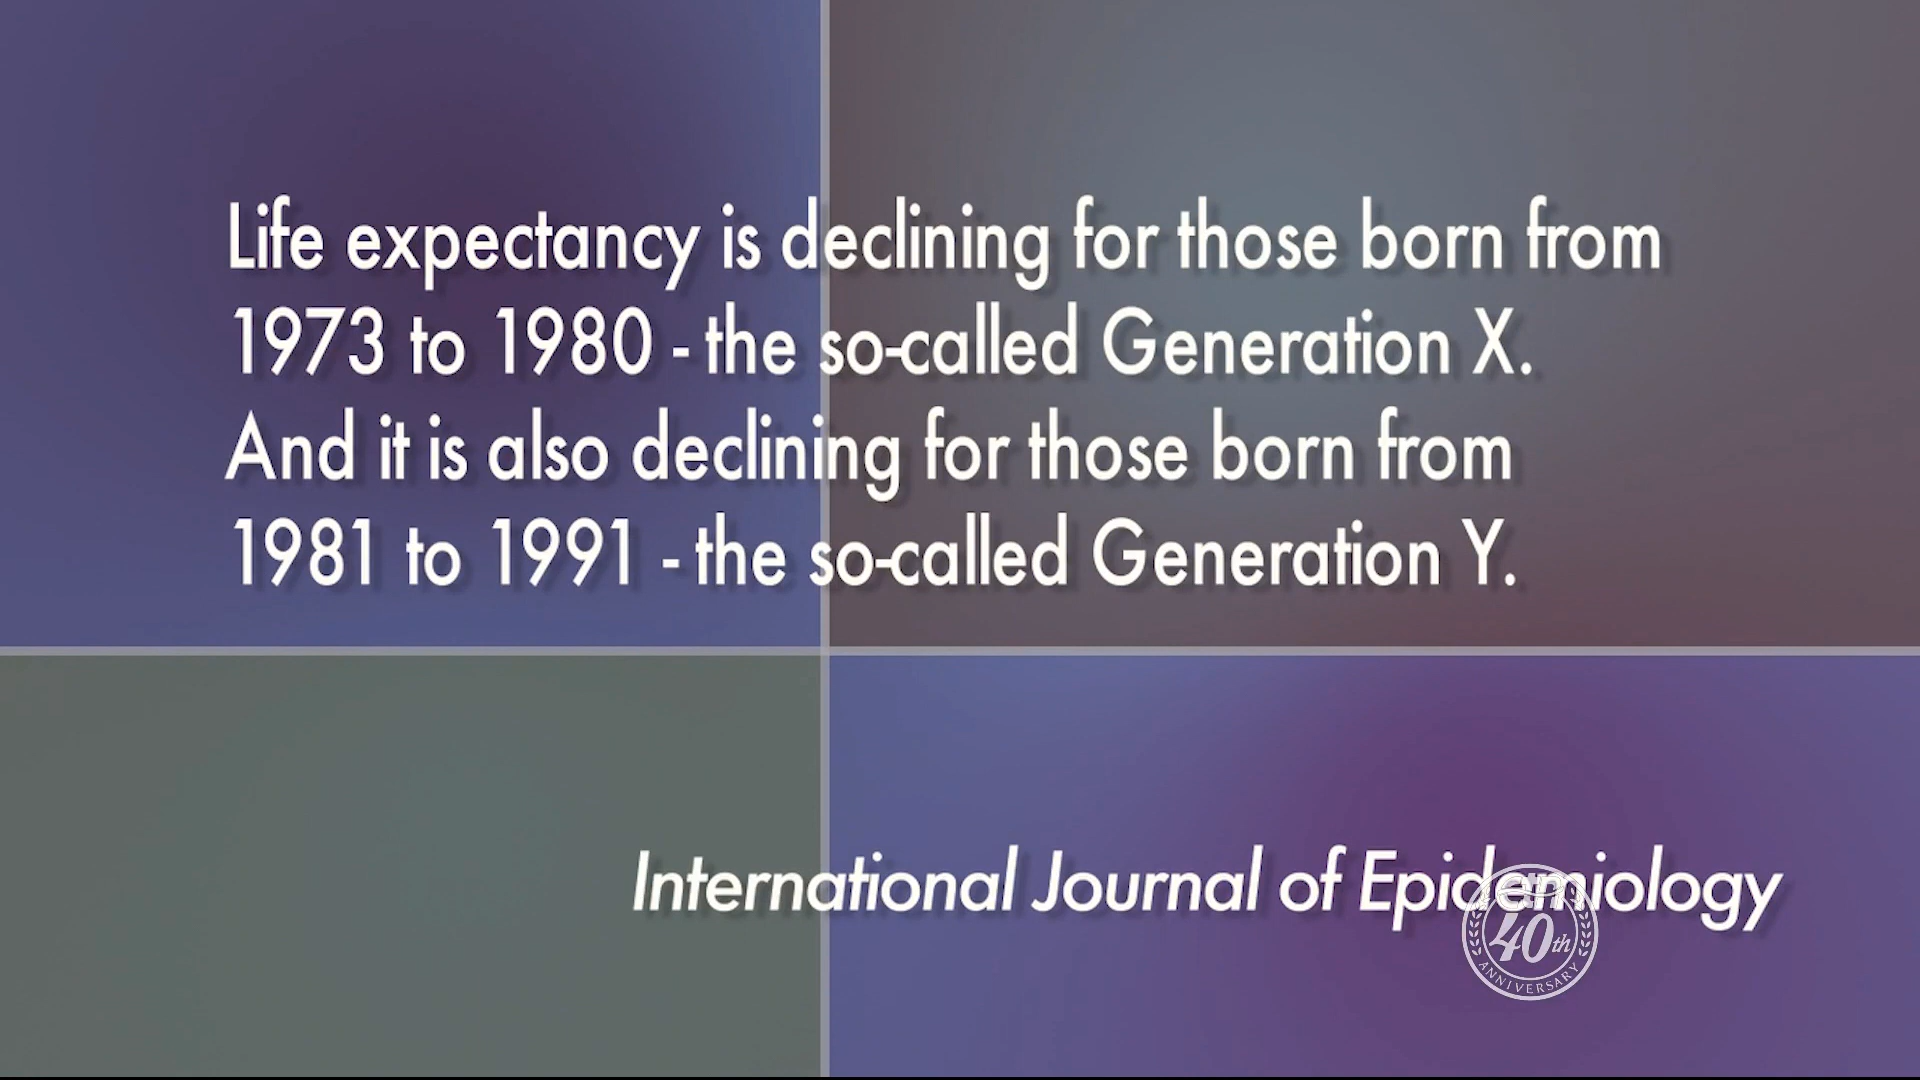 Life expectancy is declining for those born from
1973 to 1980 - the so-called Generation X.
And it is also declining for those born from
1981 to 1991 - the so-called Generation Y.
International Journal of Epidemiology
ctn
40th
ANNIVERSARY